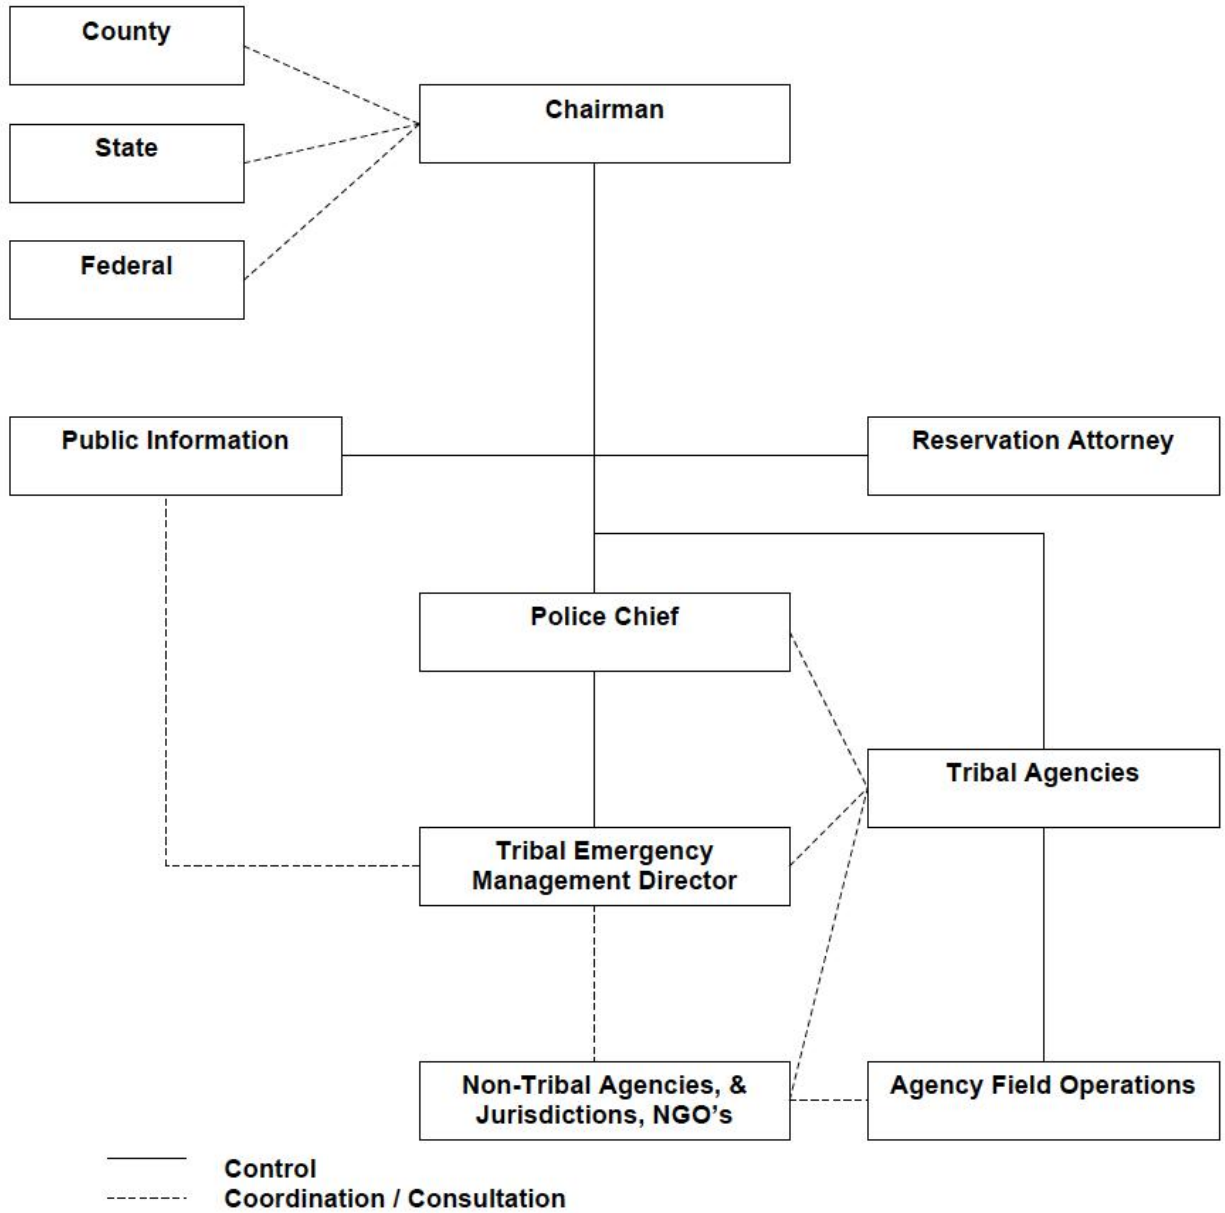 County
Chairman
State
Federal
Public Information
Reservation Attorney
Police Chief
Tribal Agencies
Tribal Emergency
Management Director
Non-Tribal Agencies, &
Jurisdictions, NGO’s
Agency Field Operations
Control
Coordination / Consultation